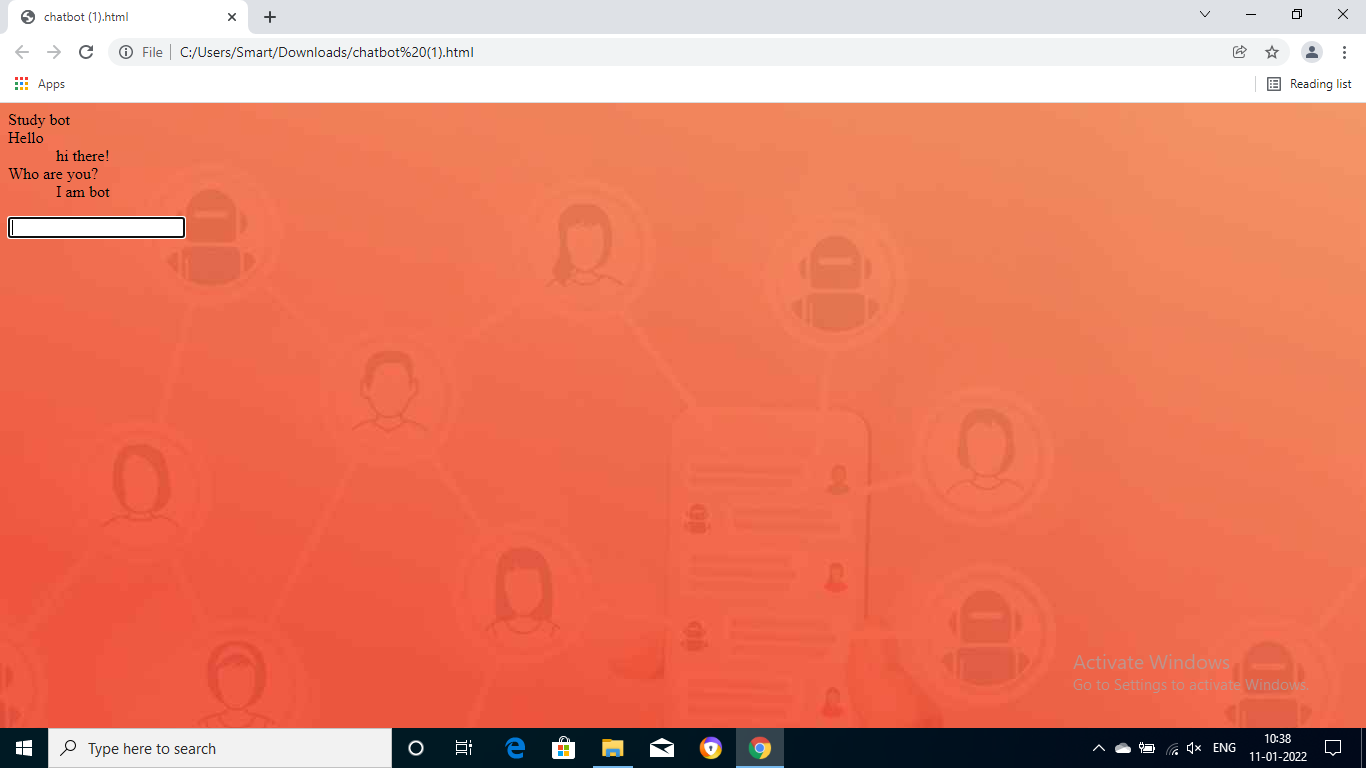 chatbot (1).html
File C:/Users/Smart/Downloads/chatbot%20(1).html
Apps
Reading list
Study bot
Hello
hi there!
Who are you?
I am bot
Activate Windows
Go to Settings to activate Windows.
Type here to search
ENG
10:38
11-01-2022